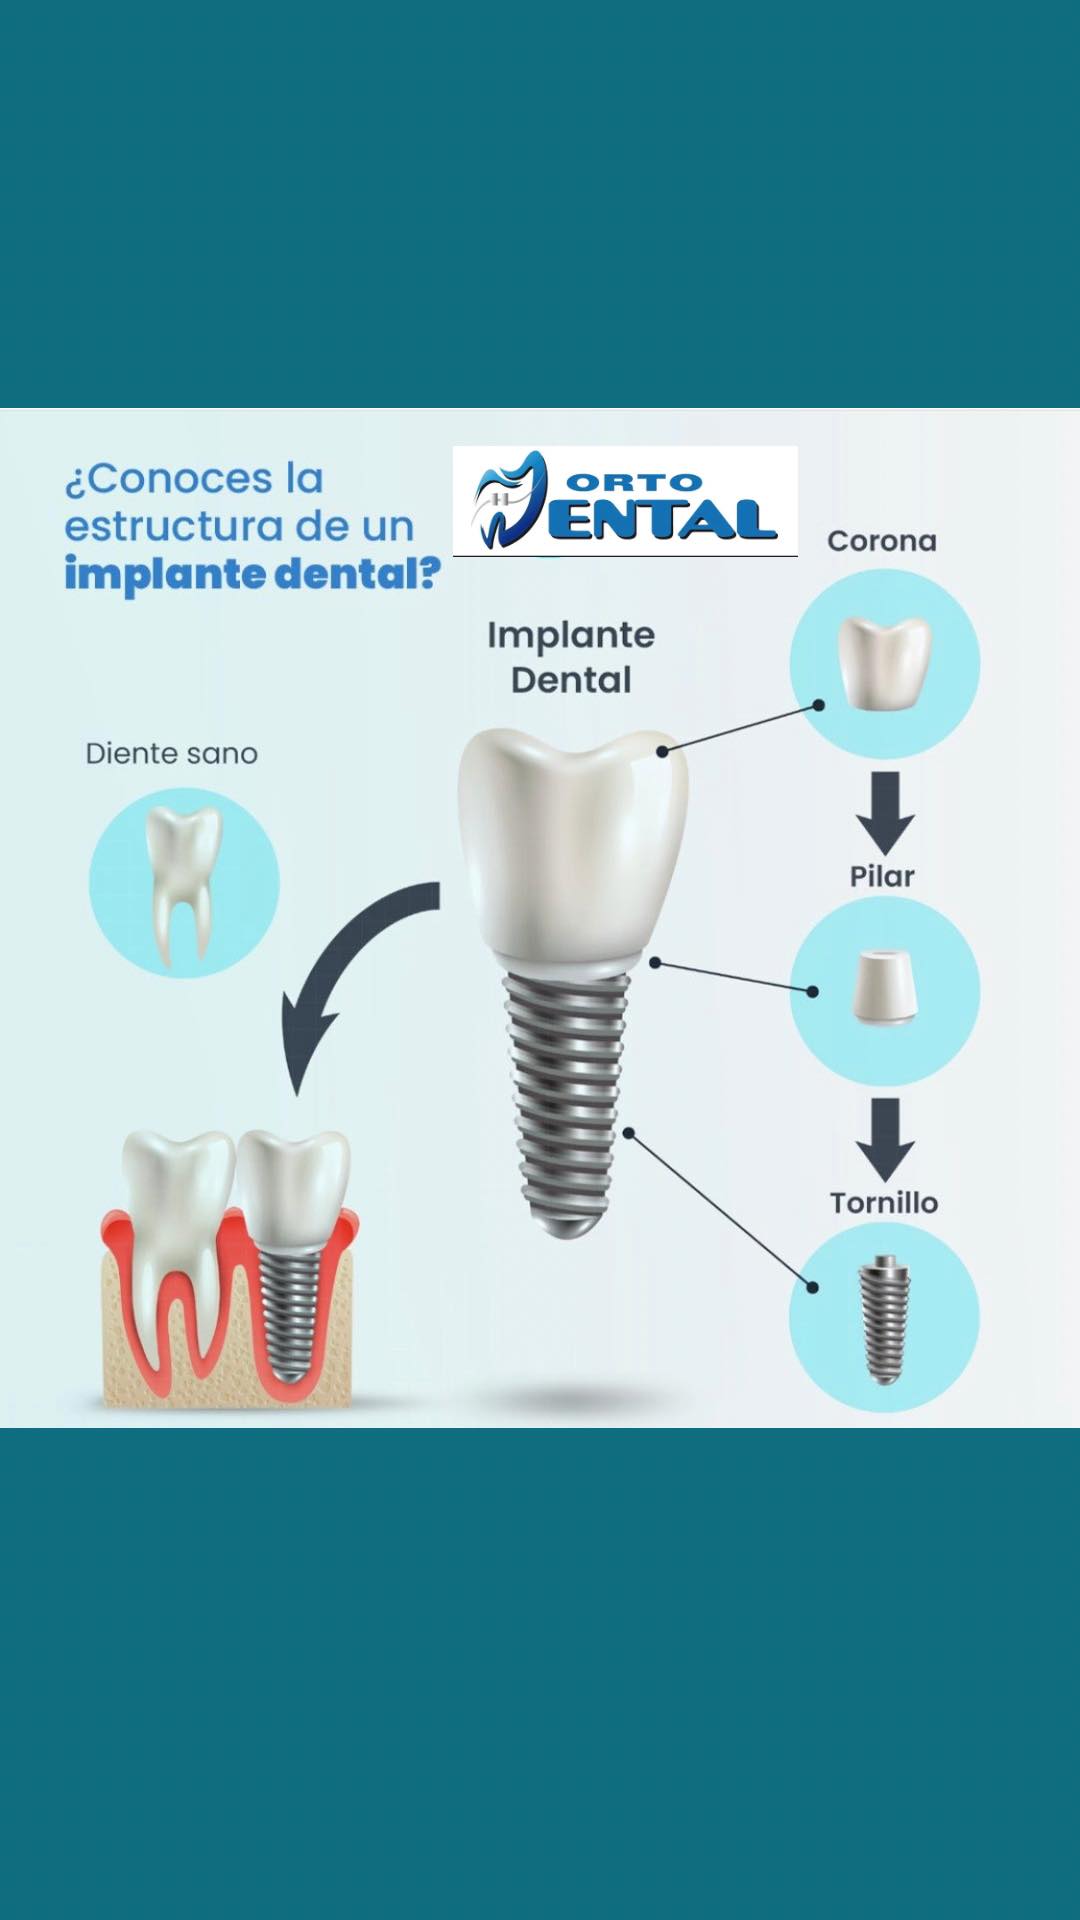 ¿Conoces la
estructura de un
implante dental?
ORTO
DENTAL
Corona
Implante
Dental
Diente sano
Pilar
Tornillo